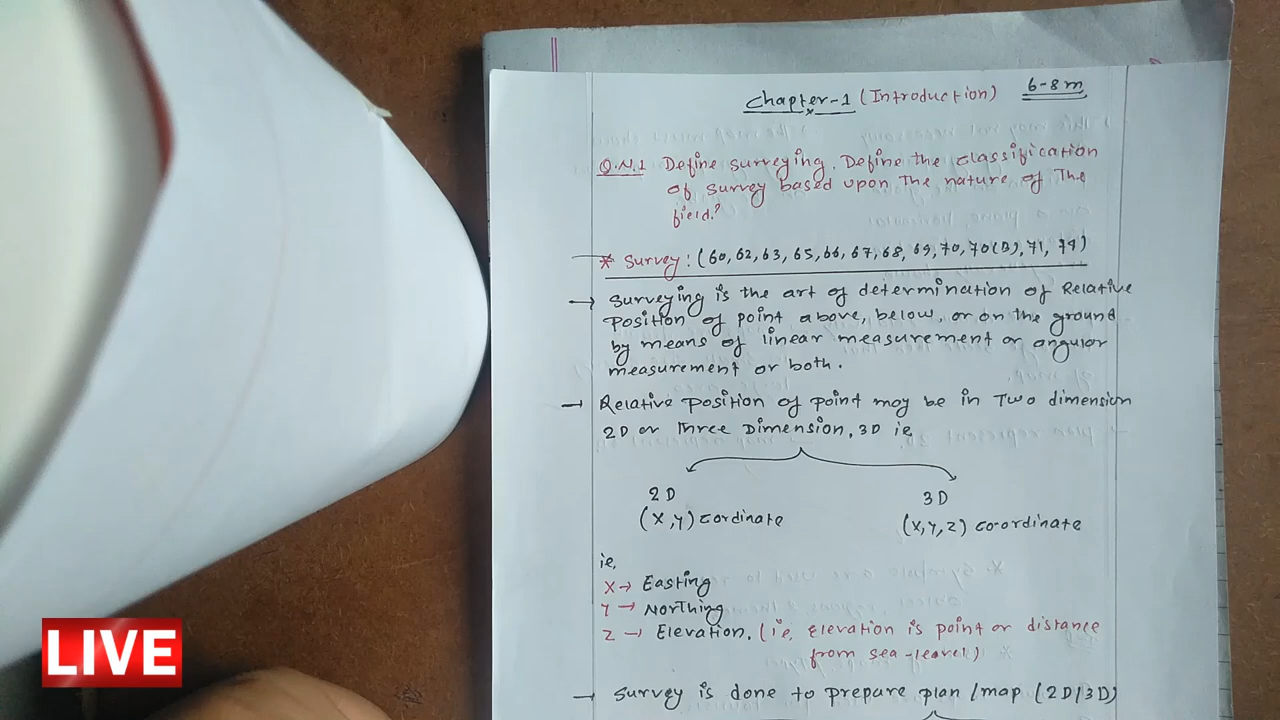 Chapter-1 (Introduction) 6-8m
Q.N.1 Define surveying. Define the classification
of survey based upon the nature of The
field?
* Survey: (60, 62, 63, 65, 66, 67, 68, 69, 70, 70(B), 71, 74)
→ Surveying is the art of determination of Relative
Position of point above, below, or on the ground
by means of linear measurement or angular
measurement or both.
→ Relative Position of point may be in Two dimension
2D or Three Dimension, 3D ie
2D 3D
(X,Y) cordinate (X,Y,Z) co-ordinate
ie,
X → Easting
Y → Northing
Z → Elevation. (ie, Elevation is point or distance
from sea-leavel)
→ Survey is done to prepare plan/map (2D/3D)
LIVE